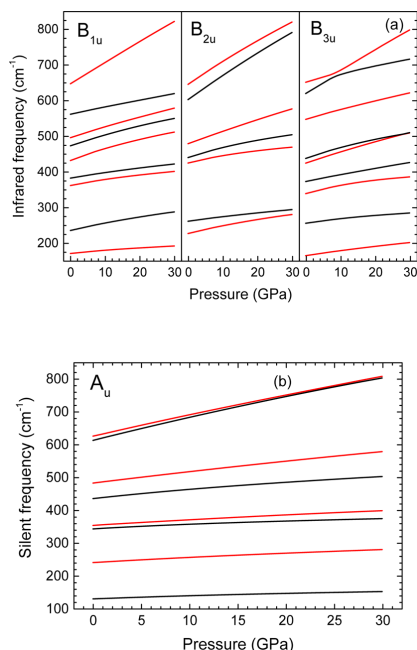 B1u B2u B3u (a)
Infrared frequency (cm⁻¹)
800
700
600
500
400
300
200
0 10 20 30 0 10 20 30 0 10 20 30
Pressure (GPa)
Au (b)
Silent frequency (cm⁻¹)
800
700
600
500
400
300
200
100
0 5 10 15 20 25 30
Pressure (GPa)